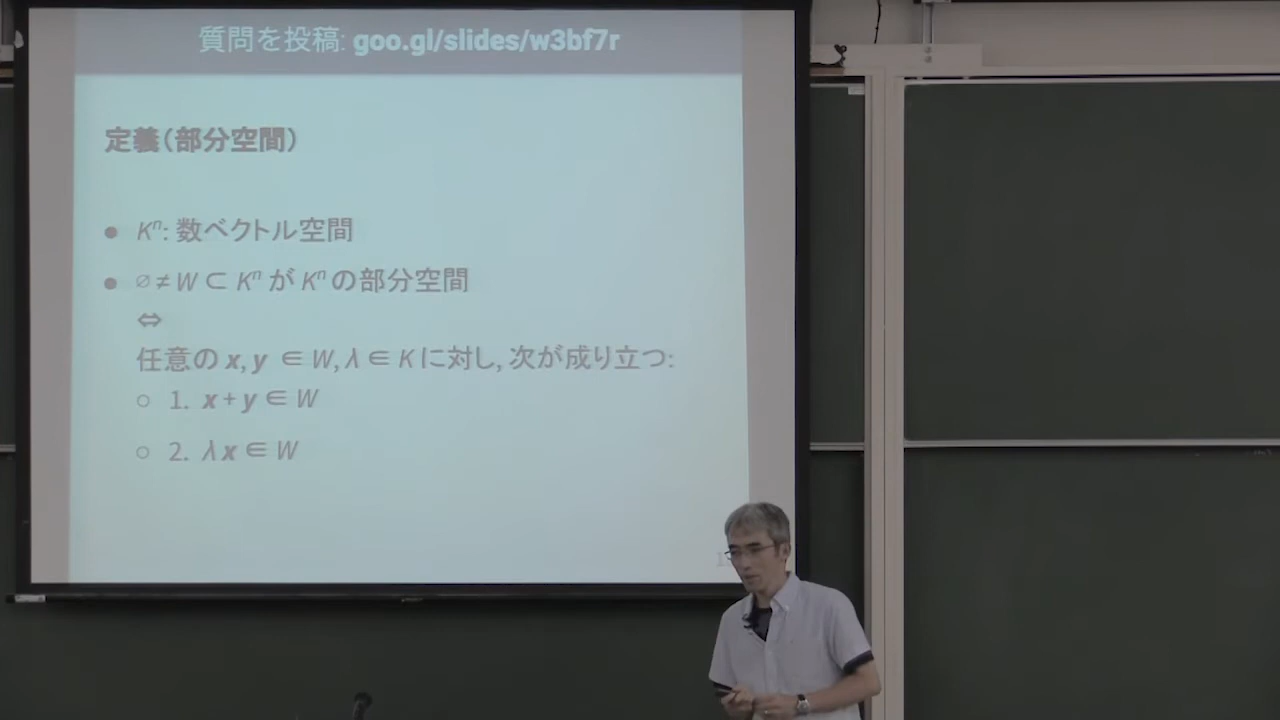 質問を投稿: goo.gl/slides/w3bf7r
定義(部分空間)
● Kⁿ: 数ベクトル空間
● ∅ ≠ W ⊂ Kⁿ が Kⁿ の部分空間
⇔
任意の x, y ∈ W, λ ∈ K に対し, 次が成り立つ:
○ 1. x + y ∈ W
○ 2. λx ∈ W